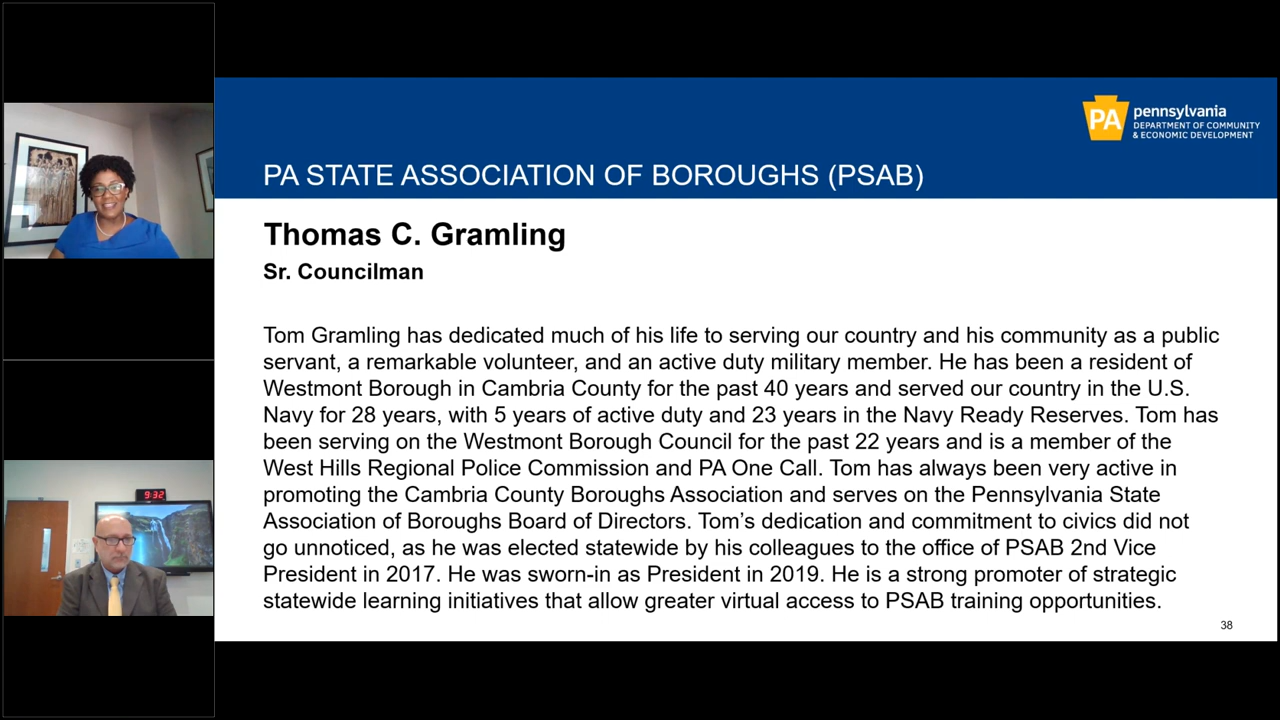 pennsylvania
DEPARTMENT OF COMMUNITY
& ECONOMIC DEVELOPMENT
PA
PA STATE ASSOCIATION OF BOROUGHS (PSAB)
Thomas C. Gramling
Sr. Councilman
Tom Gramling has dedicated much of his life to serving our country and his community as a public
servant, a remarkable volunteer, and an active duty military member. He has been a resident of
Westmont Borough in Cambria County for the past 40 years and served our country in the U.S.
Navy for 28 years, with 5 years of active duty and 23 years in the Navy Ready Reserves. Tom has
been serving on the Westmont Borough Council for the past 22 years and is a member of the
West Hills Regional Police Commission and PA One Call. Tom has always been very active in
promoting the Cambria County Boroughs Association and serves on the Pennsylvania State
Association of Boroughs Board of Directors. Tom’s dedication and commitment to civics did not
go unnoticed, as he was elected statewide by his colleagues to the office of PSAB 2nd Vice
President in 2017. He was sworn-in as President in 2019. He is a strong promoter of strategic
statewide learning initiatives that allow greater virtual access to PSAB training opportunities.
38
9:32